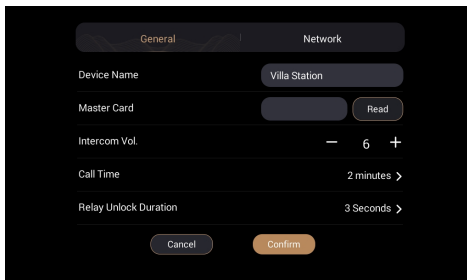 General Network
Device Name Villa Station
Master Card Read
Intercom Vol. 6
Call Time 2 minutes
Relay Unlock Duration 3 Seconds
Cancel Confirm